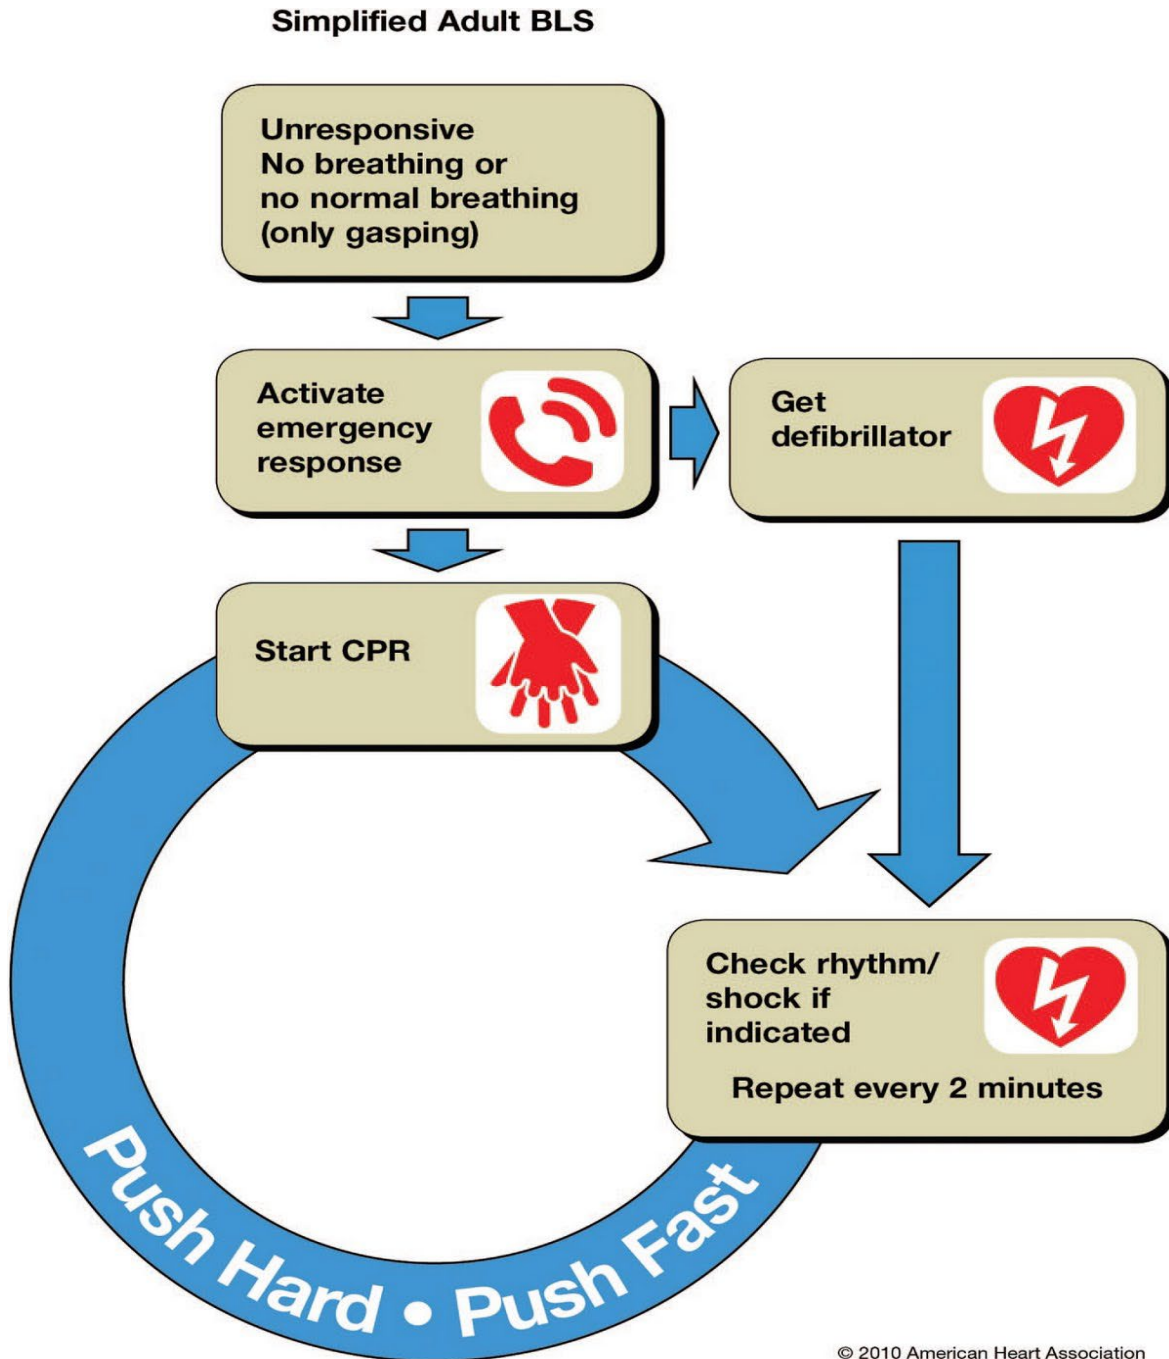 Simplified Adult BLS
Unresponsive
No breathing or
no normal breathing
(only gasping)
Activate
emergency
response
Get
defibrillator
Start CPR
Check rhythm/
shock if
indicated
Repeat every 2 minutes
Push Hard • Push Fast
© 2010 American Heart Association